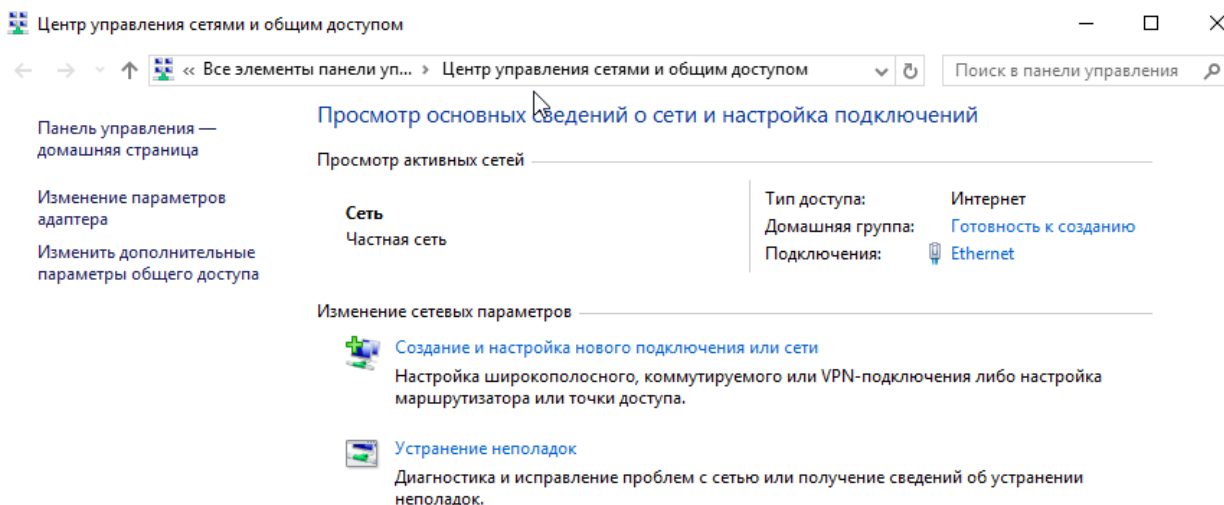 Центр управления сетями и общим доступом
« Все элементы панели уп... › Центр управления сетями и общим доступом
Поиск в панели управления
Панель управления —
домашняя страница
Изменение параметров
адаптера
Изменить дополнительные
параметры общего доступа
Просмотр основных сведений о сети и настройка подключений
Просмотр активных сетей
Сеть
Частная сеть
Тип доступа: Интернет
Домашняя группа: Готовность к созданию
Подключения: Ethernet
Изменение сетевых параметров
Создание и настройка нового подключения или сети
Настройка широкополосного, коммутируемого или VPN-подключения либо настройка
маршрутизатора или точки доступа.
Устранение неполадок
Диагностика и исправление проблем с сетью или получение сведений об устранении
неполадок.